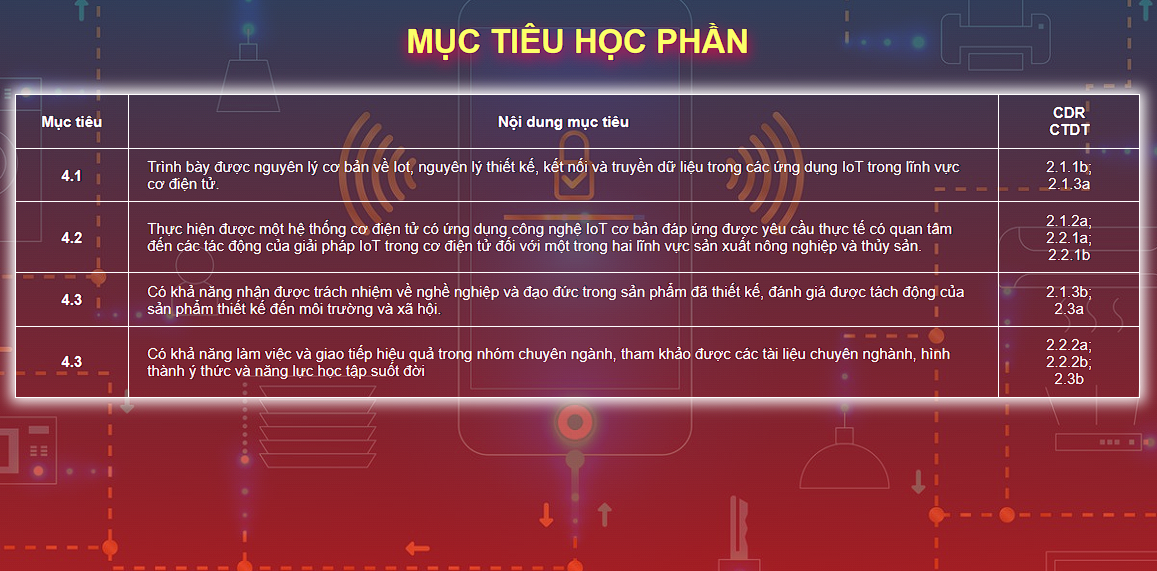 MỤC TIÊU HỌC PHẦN
Mục tiêu
Nội dung mục tiêu
CDR
CTDT
4.1
Trình bày được nguyên lý cơ bản về Iot, nguyên lý thiết kế, kết nối và truyền dữ liệu trong các ứng dụng IoT trong lĩnh vực
cơ điện tử.
2.1.1b;
2.1.3a
4.2
Thực hiện được một hệ thống cơ điện tử có ứng dụng công nghệ IoT cơ bản đáp ứng được yêu cầu thực tế có quan tâm
đến các tác động của giải pháp IoT trong cơ điện tử đối với một trong hai lĩnh vực sản xuất nông nghiệp và thủy sản.
2.1.2a;
2.2.1a;
2.2.1b
4.3
Có khả năng nhận được trách nhiệm về nghề nghiệp và đạo đức trong sản phẩm đã thiết kế, đánh giá được tách động của
sản phẩm thiết kế đến môi trường và xã hội.
2.1.3b;
2.3a
4.3
Có khả năng làm việc và giao tiếp hiệu quả trong nhóm chuyên ngành, tham khảo được các tài liệu chuyên nghành, hình
thành ý thức và năng lực học tập suốt đời
2.2.2a;
2.2.2b;
2.3b